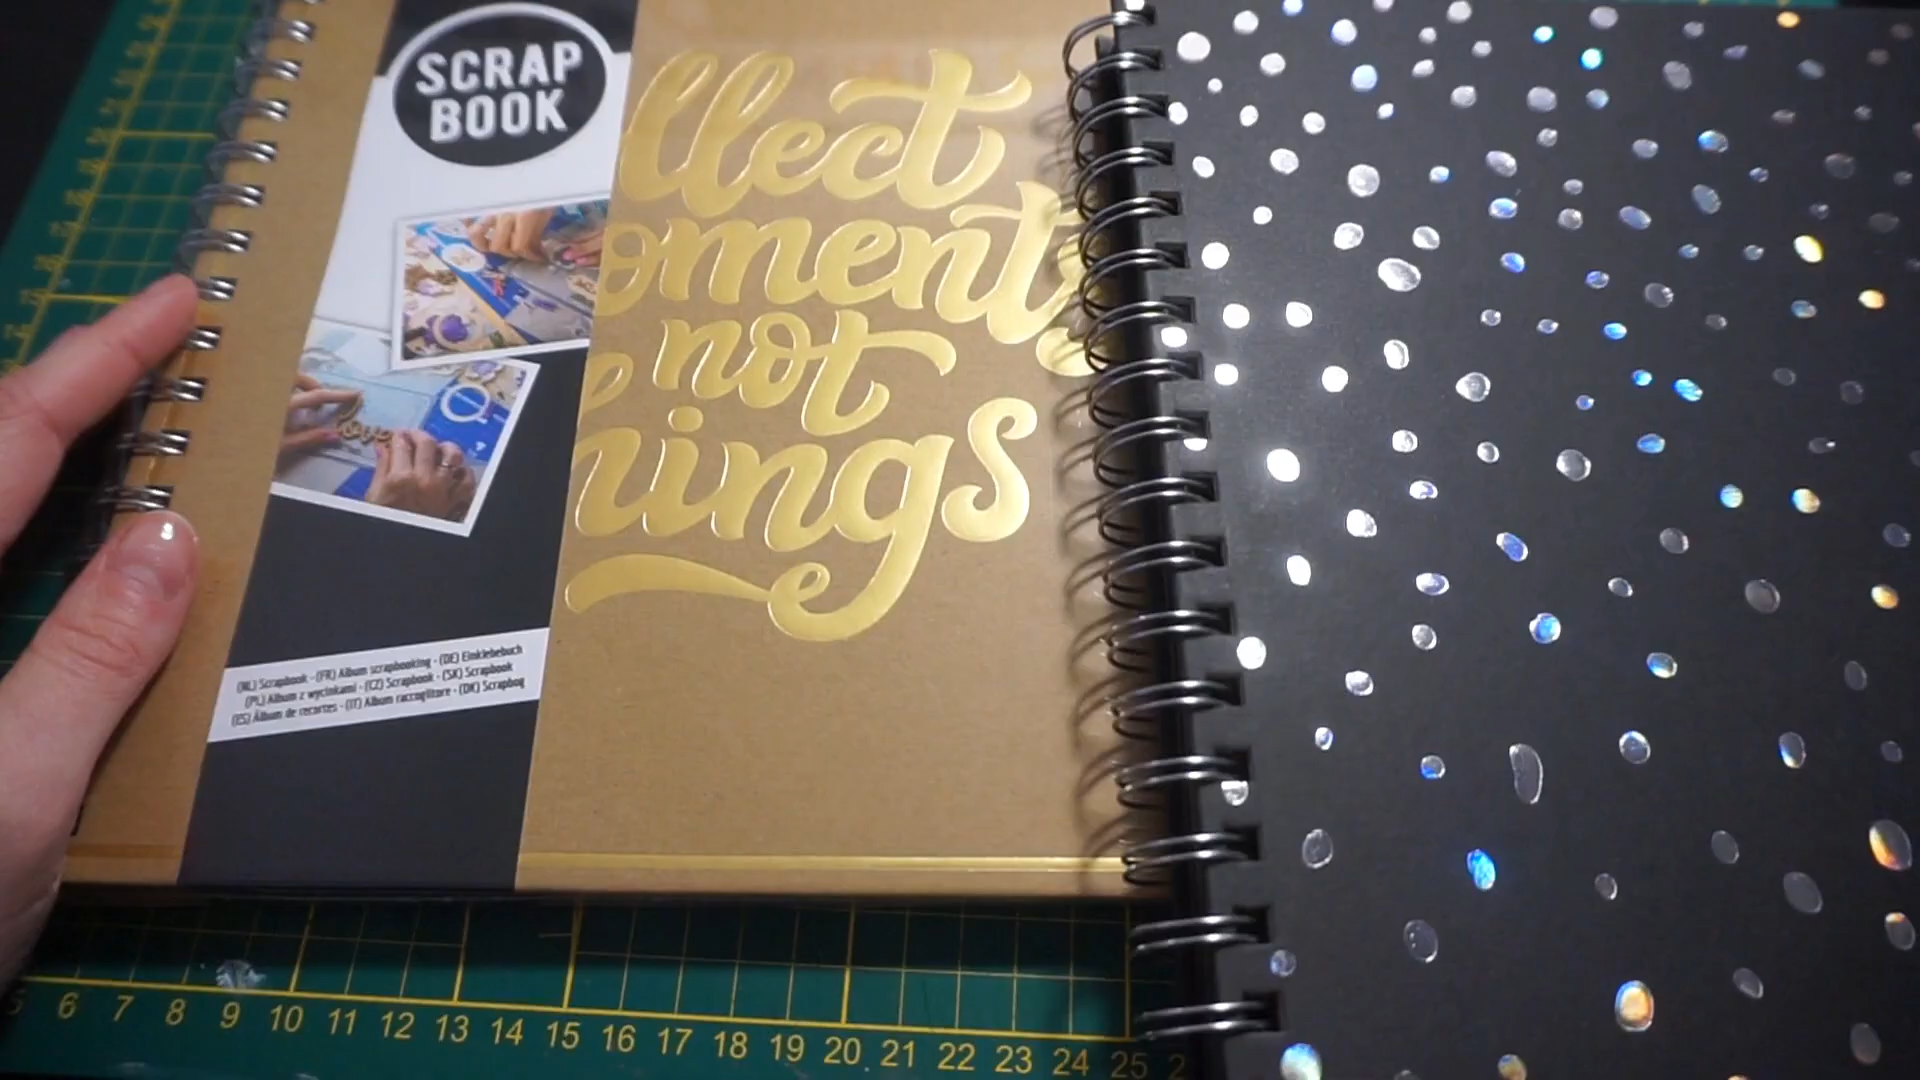 SCRAP
BOOK
llect
oment
not
ings
(NL) Scrapbook - (FR) Album scrapbooking - (DE) Einklebebuch
(PL) Album z wycinkami - (CZ) Scrapbook - (SK) Scrapbook
(ES) Álbum de recortes - (IT) Album raccoglitore - (DK) Scrapbog
6 7 8 9 10 11 12 13 14 15 16 17 18 19 20 21 22 23 24 25 2